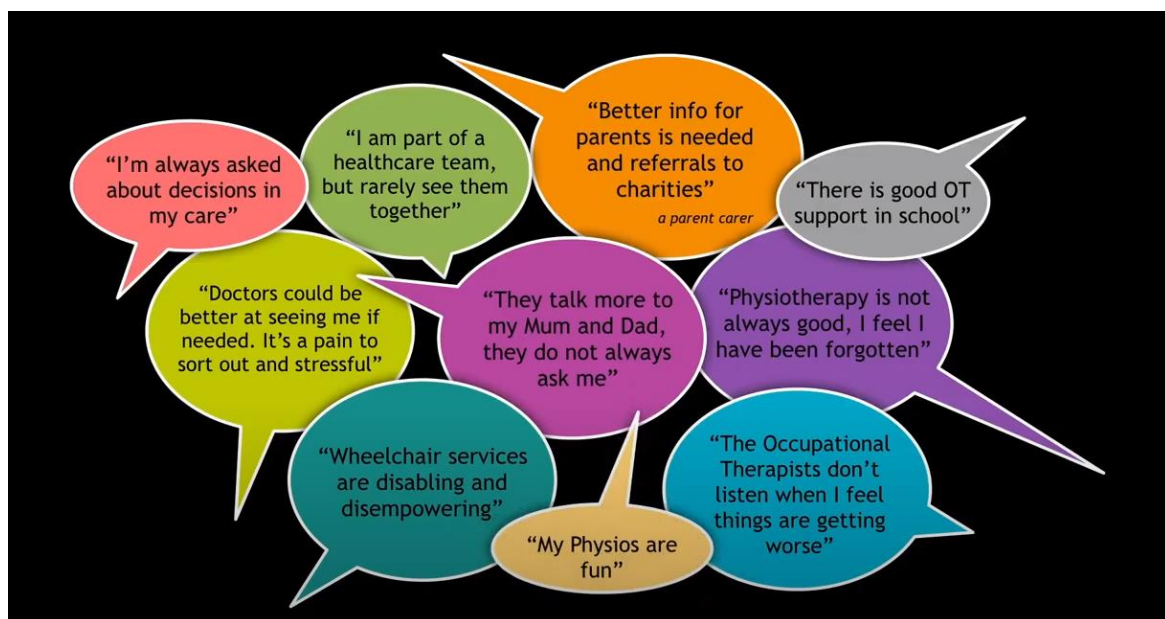 “I’m always asked
about decisions in
my care”
“I am part of a
healthcare team,
but rarely see them
together”
“Better info for
parents is needed
and referrals to
charities”
a parent carer
“There is good OT
support in school”
“Doctors could be
better at seeing me if
needed. It’s a pain to
sort out and stressful”
“They talk more to
my Mum and Dad,
they do not always
ask me”
“Physiotherapy is not
always good, I feel I
have been forgotten”
“Wheelchair services
are disabling and
disempowering”
“My Physios are
fun”
“The Occupational
Therapists don’t
listen when I feel
things are getting
worse”